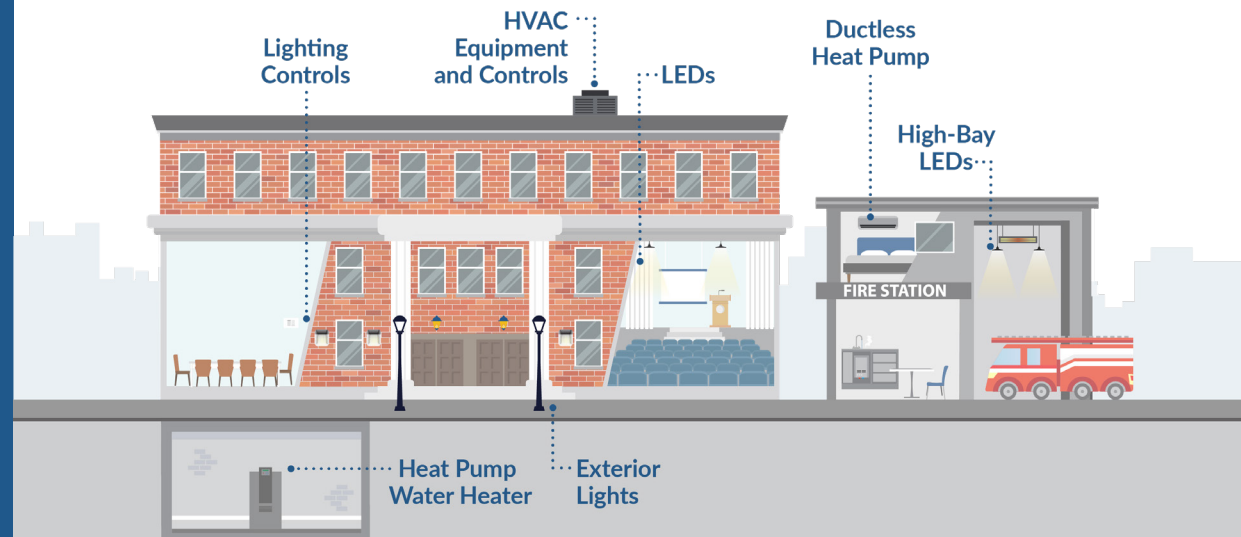 HVAC
Equipment
and Controls
Lighting
Controls
LEDs
Ductless
Heat Pump
High-Bay
LEDs
FIRE STATION
Heat Pump
Water Heater
Exterior
Lights